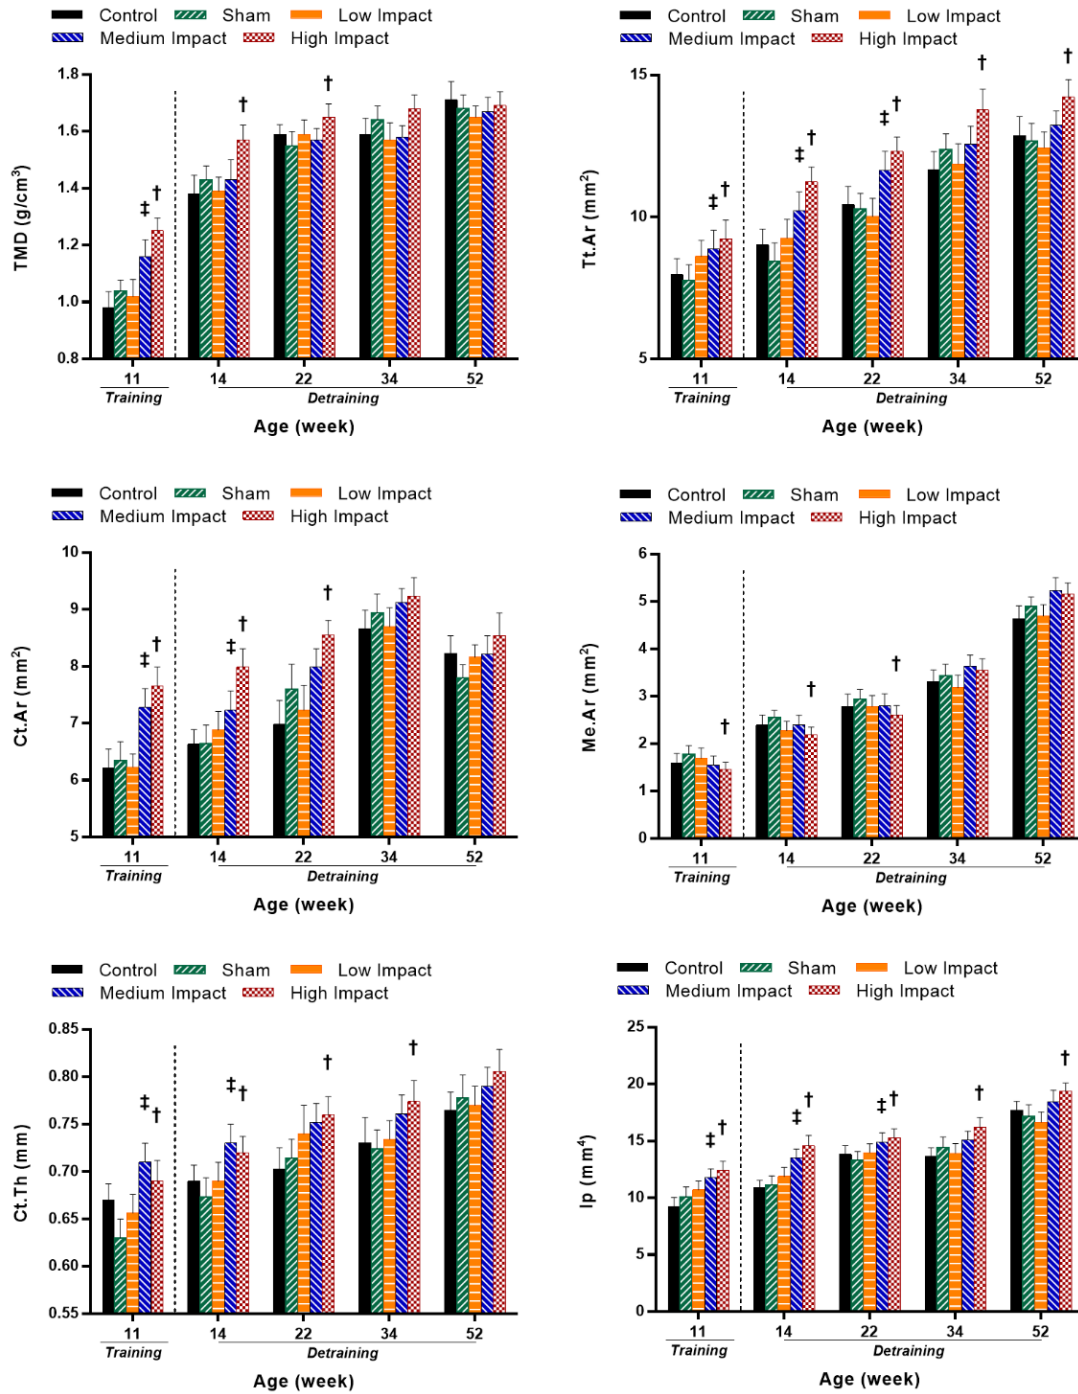 Control Sham Low Impact
Medium Impact High Impact
TMD (g/cm³)
1.8
1.6
1.4
1.2
1.0
0.8
‡ † † †
11 14 22 34 52
Training Detraining
Age (week)
Control Sham Low Impact
Medium Impact High Impact
Tt.Ar (mm²)
15
10
5
‡ † ‡ † ‡ † † †
11 14 22 34 52
Training Detraining
Age (week)
Control Sham Low Impact
Medium Impact High Impact
Ct.Ar (mm²)
10
9
8
7
6
5
‡ † ‡ † †
11 14 22 34 52
Training Detraining
Age (week)
Control Sham Low Impact
Medium Impact High Impact
Me.Ar (mm²)
6
5
4
3
2
1
0
† † †
11 14 22 34 52
Training Detraining
Age (week)
Control Sham Low Impact
Medium Impact High Impact
Ct.Th (mm)
0.85
0.80
0.75
0.70
0.65
0.60
0.55
‡ † ‡ † † †
11 14 22 34 52
Training Detraining
Age (week)
Control Sham Low Impact
Medium Impact High Impact
Ip (mm⁴)
25
20
15
10
5
0
‡ † ‡ † ‡ † † †
11 14 22 34 52
Training Detraining
Age (week)